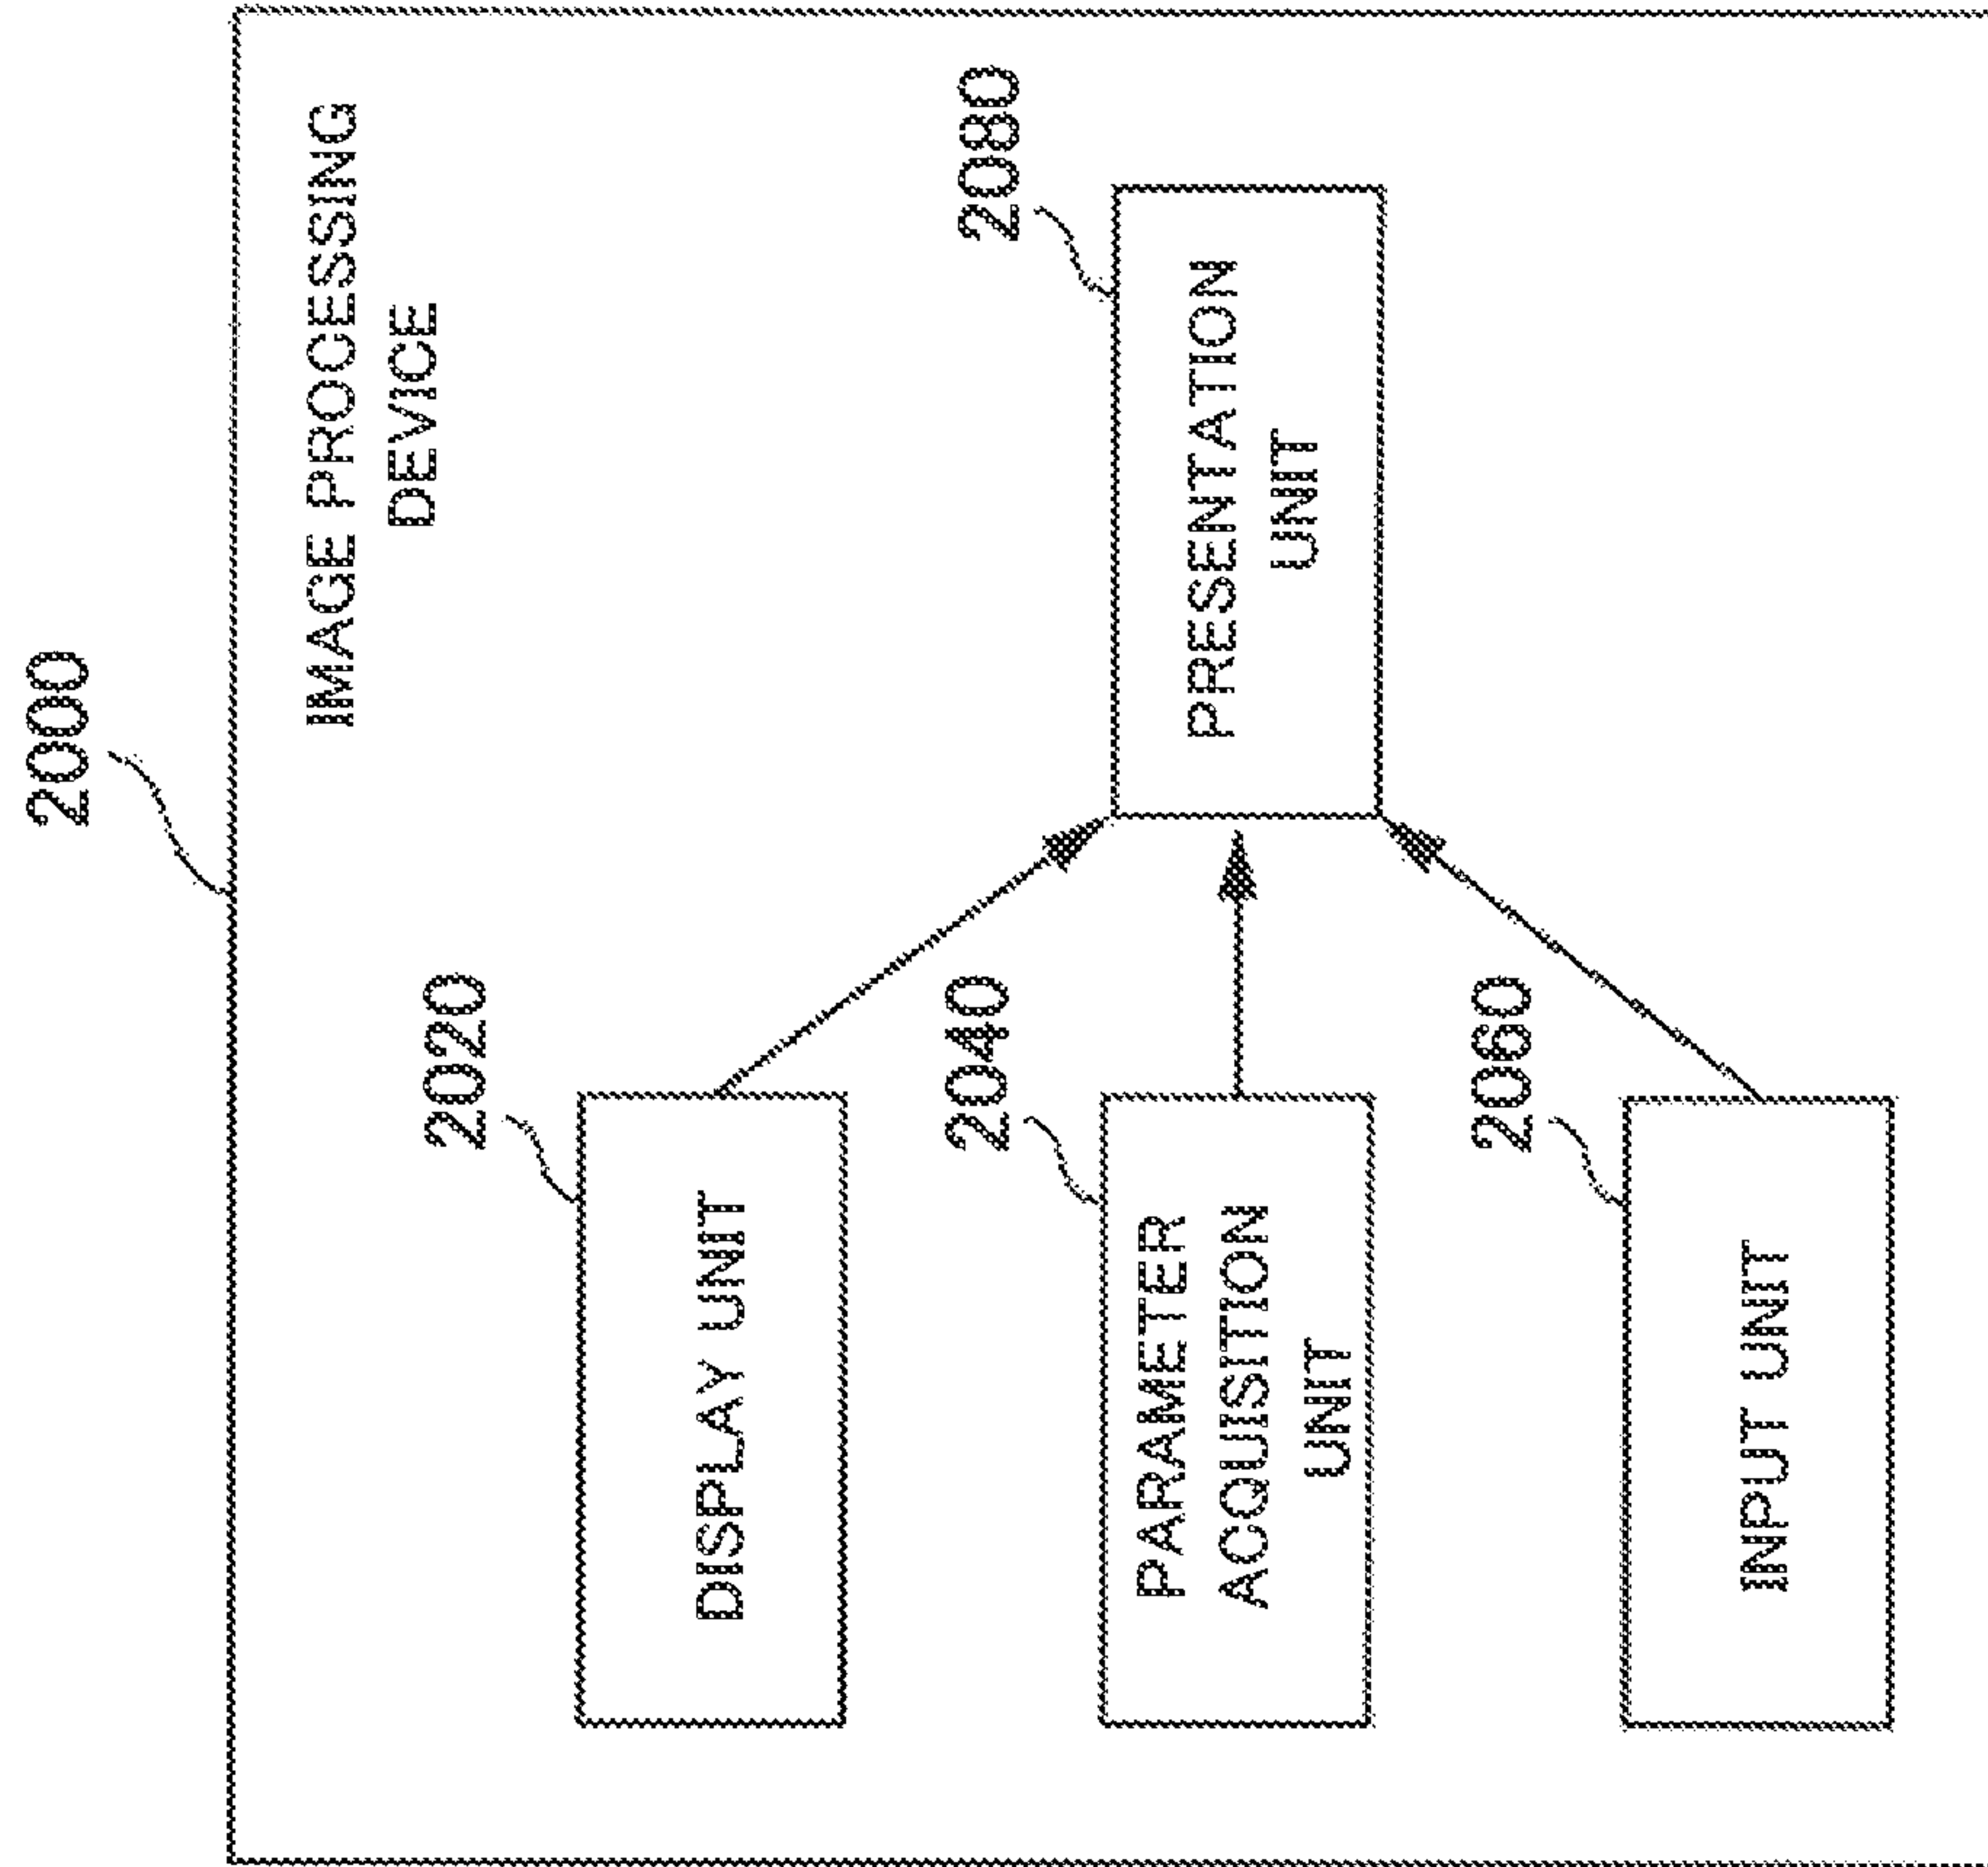 2000
IMAGE PROCESSING
DEVICE
2020
DISPLAY UNIT
2040
PARAMETER
ACQUISITION
UNIT
2080
PRESENTATION
UNIT
2060
INPUT UNIT